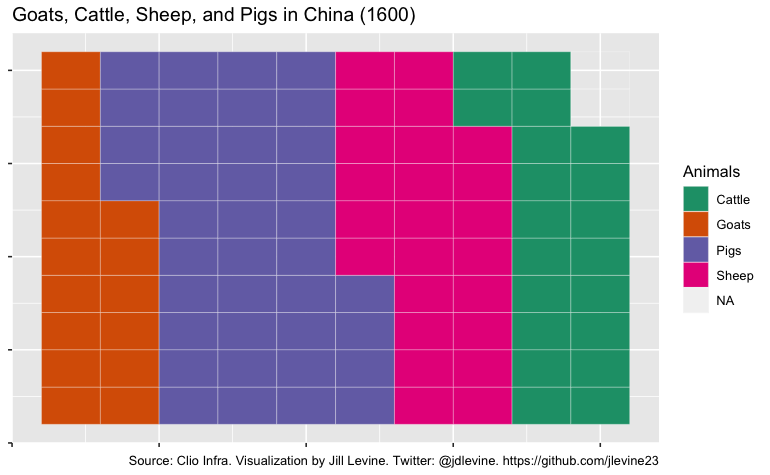 Goats, Cattle, Sheep, and Pigs in China (1600)
Animals
Cattle
Goats
Pigs
Sheep
NA
Source: Clio Infra. Visualization by Jill Levine. Twitter: @jdlevine. https://github.com/jlevine23